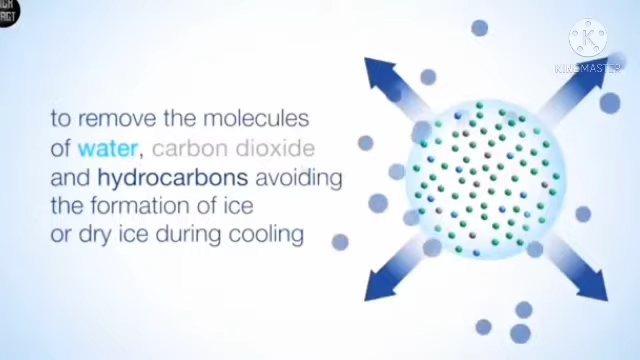 to remove the molecules
of water, carbon dioxide
and hydrocarbons avoiding
the formation of ice
or dry ice during cooling
KINEMASTER